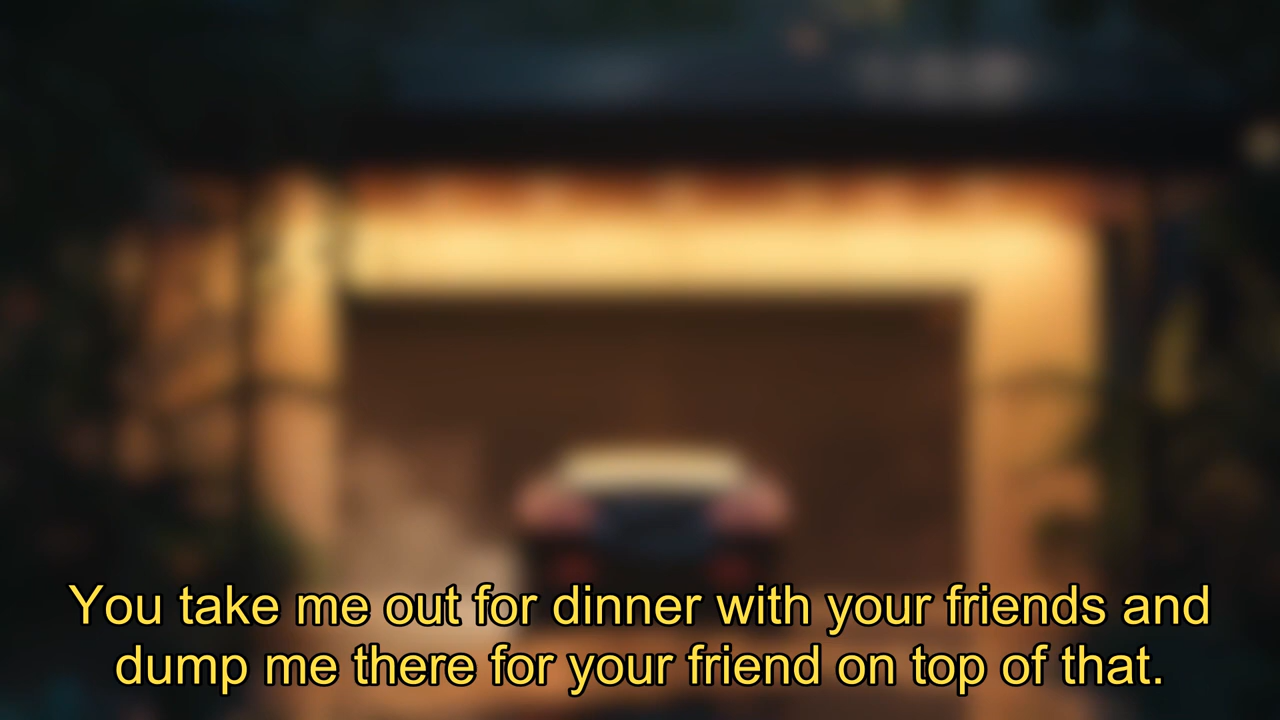 You take me out for dinner with your friends and
dump me there for your friend on top of that.